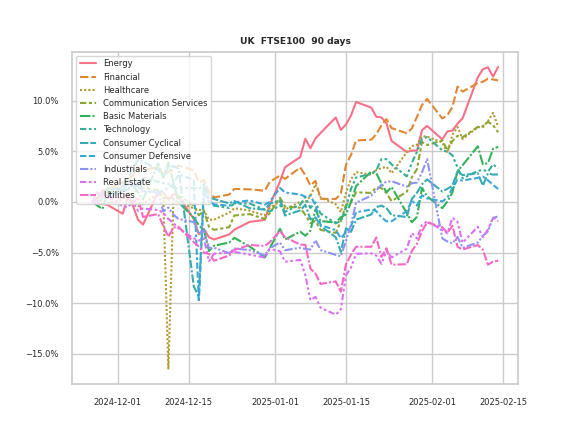 UK FTSE100 90 days
Energy
Financial
Healthcare
Communication Services
Basic Materials
Technology
Consumer Cyclical
Consumer Defensive
Industrials
Real Estate
Utilities
10.0%
5.0%
0.0%
−5.0%
−10.0%
−15.0%
2024-12-01
2024-12-15
2025-01-01
2025-01-15
2025-02-01
2025-02-15